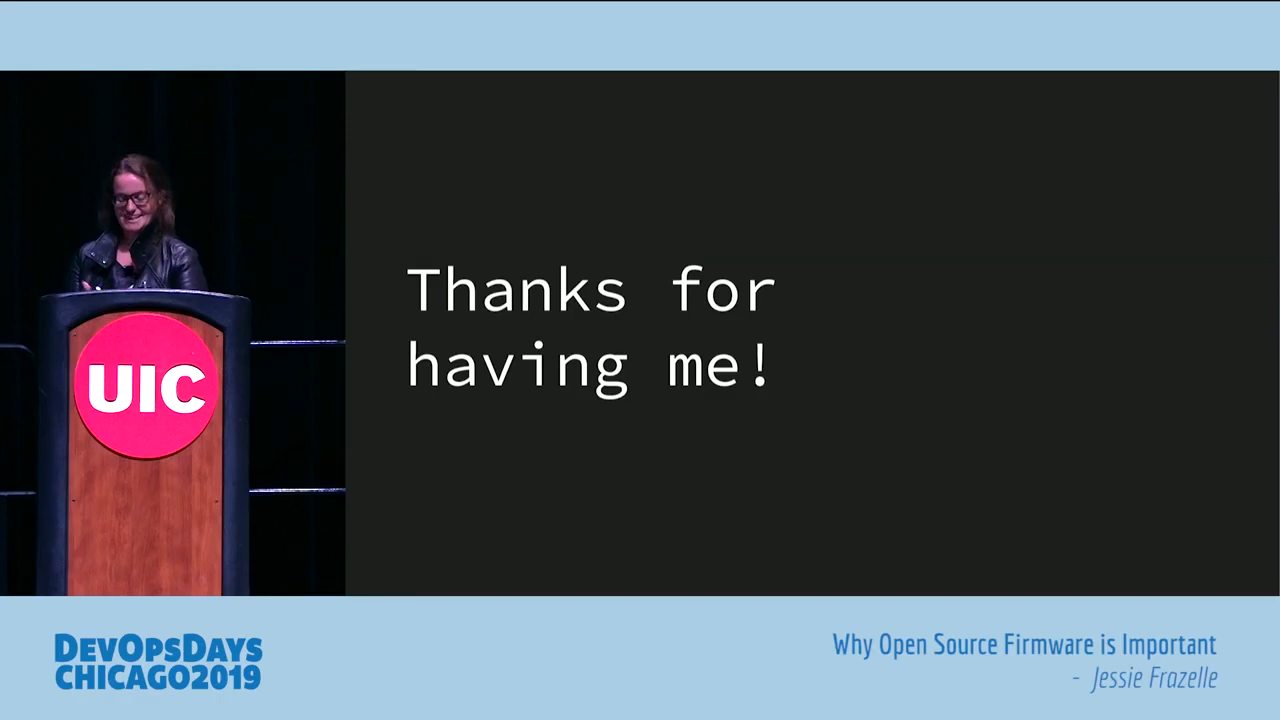 Thanks for
having me!
UIC
DEVOPSDAYS
CHICAGO2019
Why Open Source Firmware is Important
- Jessie Frazelle